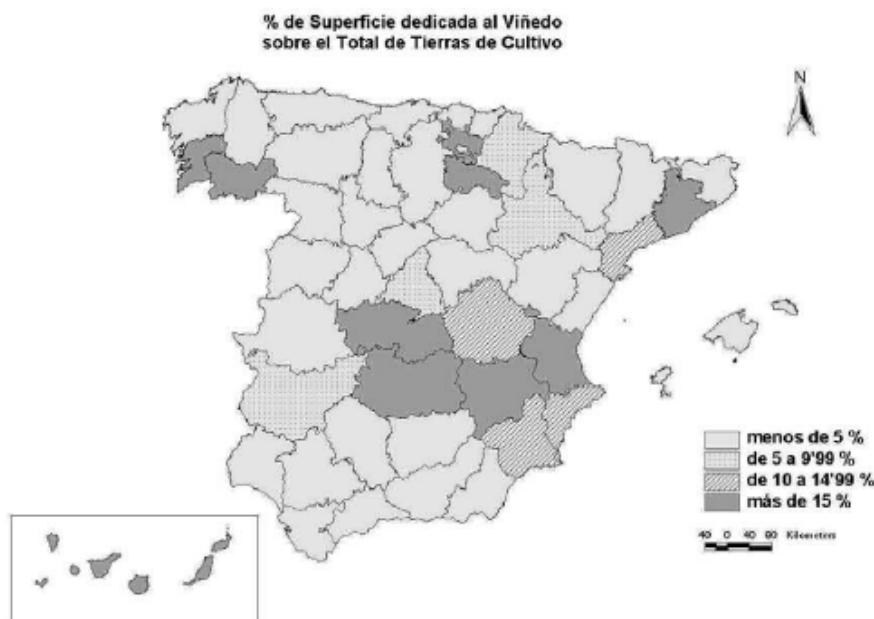 % de Superficie dedicada al Viñedo
sobre el Total de Tierras de Cultivo
N
menos de 5 %
de 5 a 9'99 %
de 10 a 14'99 %
más de 15 %
40 0 40 80 Kilometers